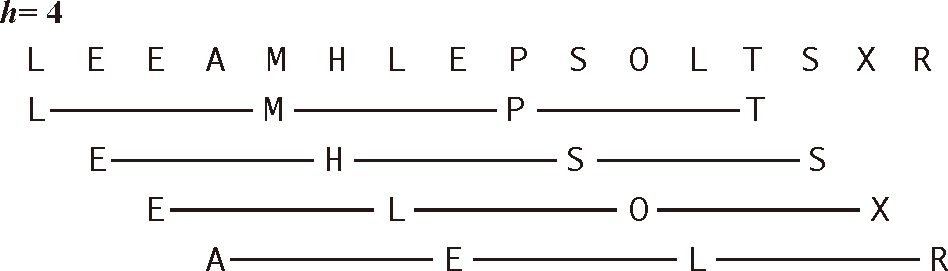 h= 4
L E E A M H L E P S O L T S X R
L M P T
E H S S
E L O X
A E L R